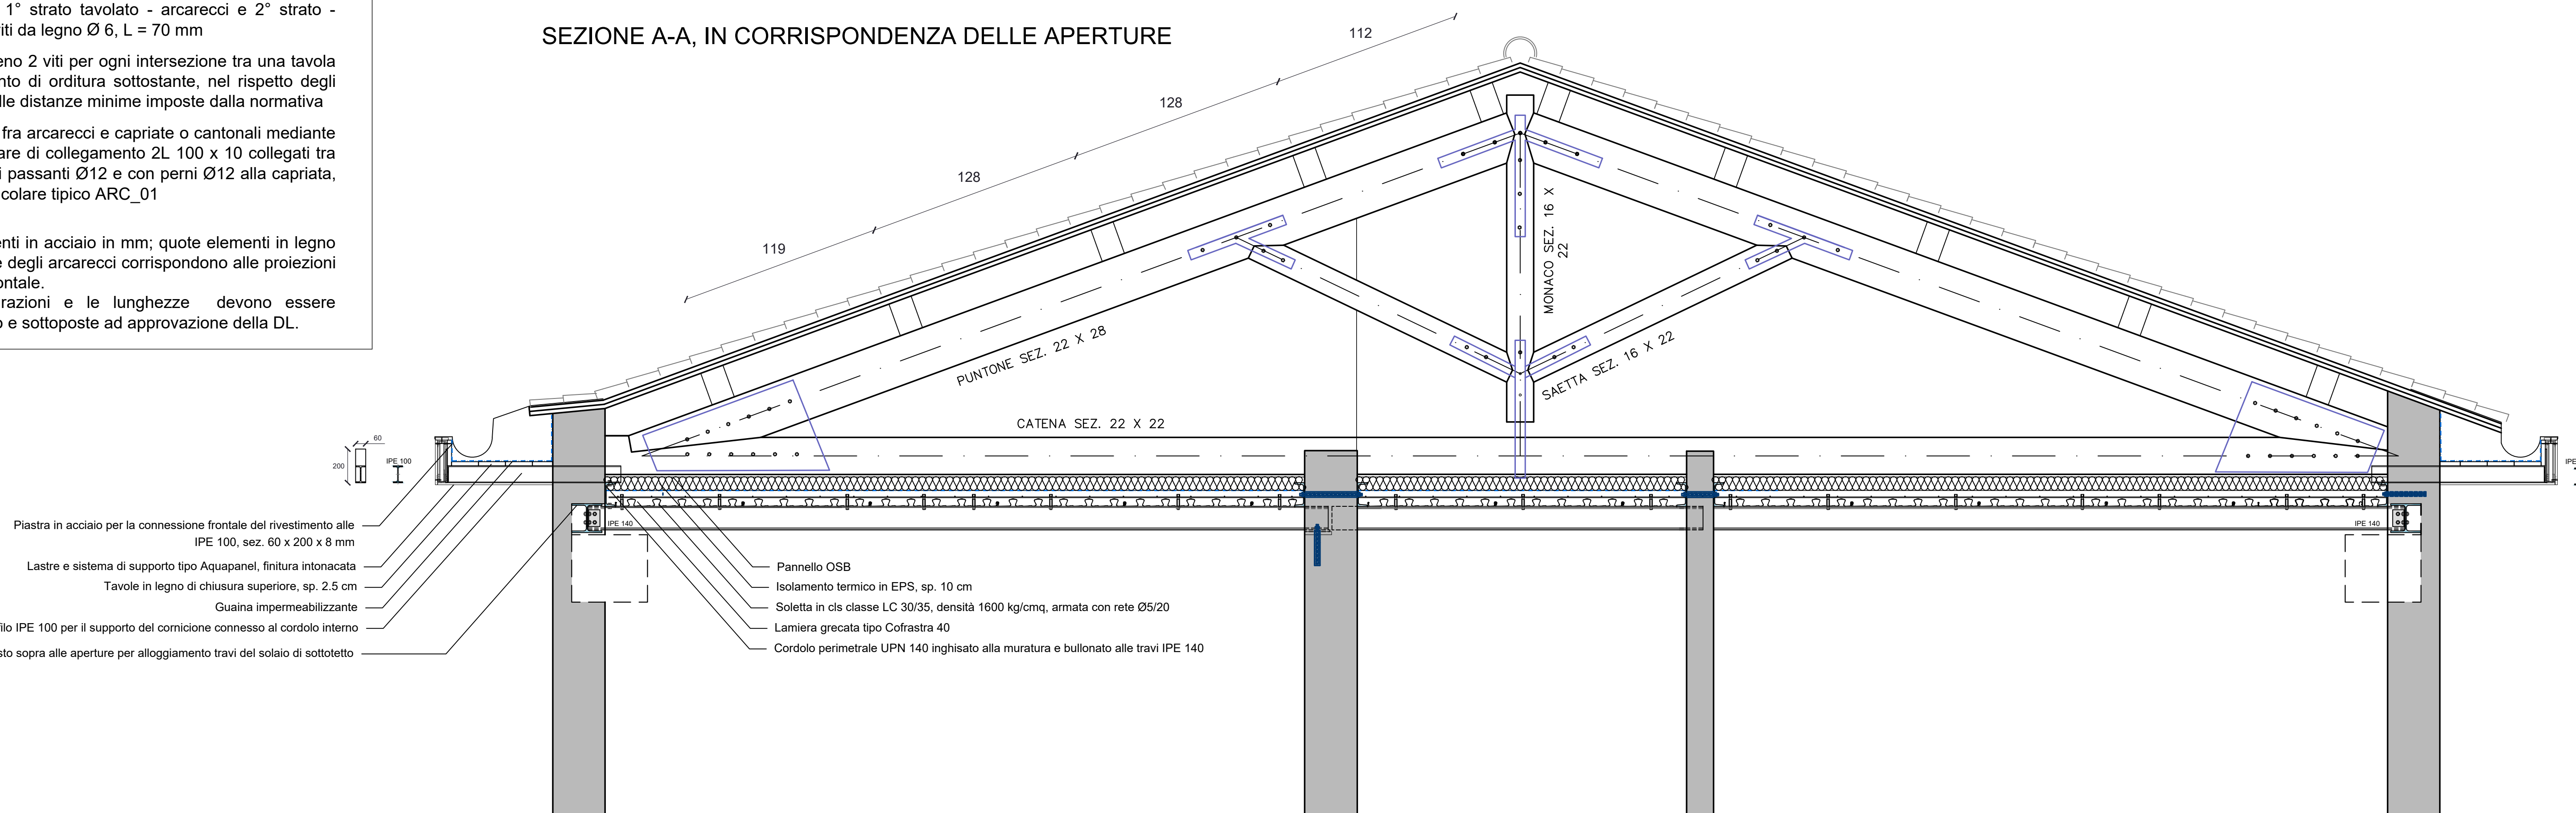 1° strato tavolato - arcarecci e 2° strato -
viti da legno Ø 6, L = 70 mm
eno 2 viti per ogni intersezione tra una tavola
nto di orditura sottostante, nel rispetto degli
lle distanze minime imposte dalla normativa
fra arcarecci e capriate o cantonali mediante
are di collegamento 2L 100 x 10 collegati tra
i passanti Ø12 e con perni Ø12 alla capriata,
colare tipico ARC_01
nti in acciaio in mm; quote elementi in legno
e degli arcarecci corrispondono alle proiezioni
ontale.
razioni e le lunghezze devono essere
o e sottoposte ad approvazione della DL.
SEZIONE A-A, IN CORRISPONDENZA DELLE APERTURE
112
128
128
119
MONACO SEZ. 16 X
22
PUNTONE SEZ. 22 X 28
SAETTA SEZ. 16 X 22
CATENA SEZ. 22 X 22
60
200
IPE 100
IPE
IPE 140
IPE 140
Piastra in acciaio per la connessione frontale del rivestimento alle
IPE 100, sez. 60 x 200 x 8 mm
Lastre e sistema di supporto tipo Aquapanel, finitura intonacata
Tavole in legno di chiusura superiore, sp. 2.5 cm
Guaina impermeabilizzante
filo IPE 100 per il supporto del cornicione connesso al cordolo interno
sto sopra alle aperture per alloggiamento travi del solaio di sottotetto
Pannello OSB
Isolamento termico in EPS, sp. 10 cm
Soletta in cls classe LC 30/35, densità 1600 kg/cmq, armata con rete Ø5/20
Lamiera grecata tipo Cofrastra 40
Cordolo perimetrale UPN 140 inghisato alla muratura e bullonato alle travi IPE 140